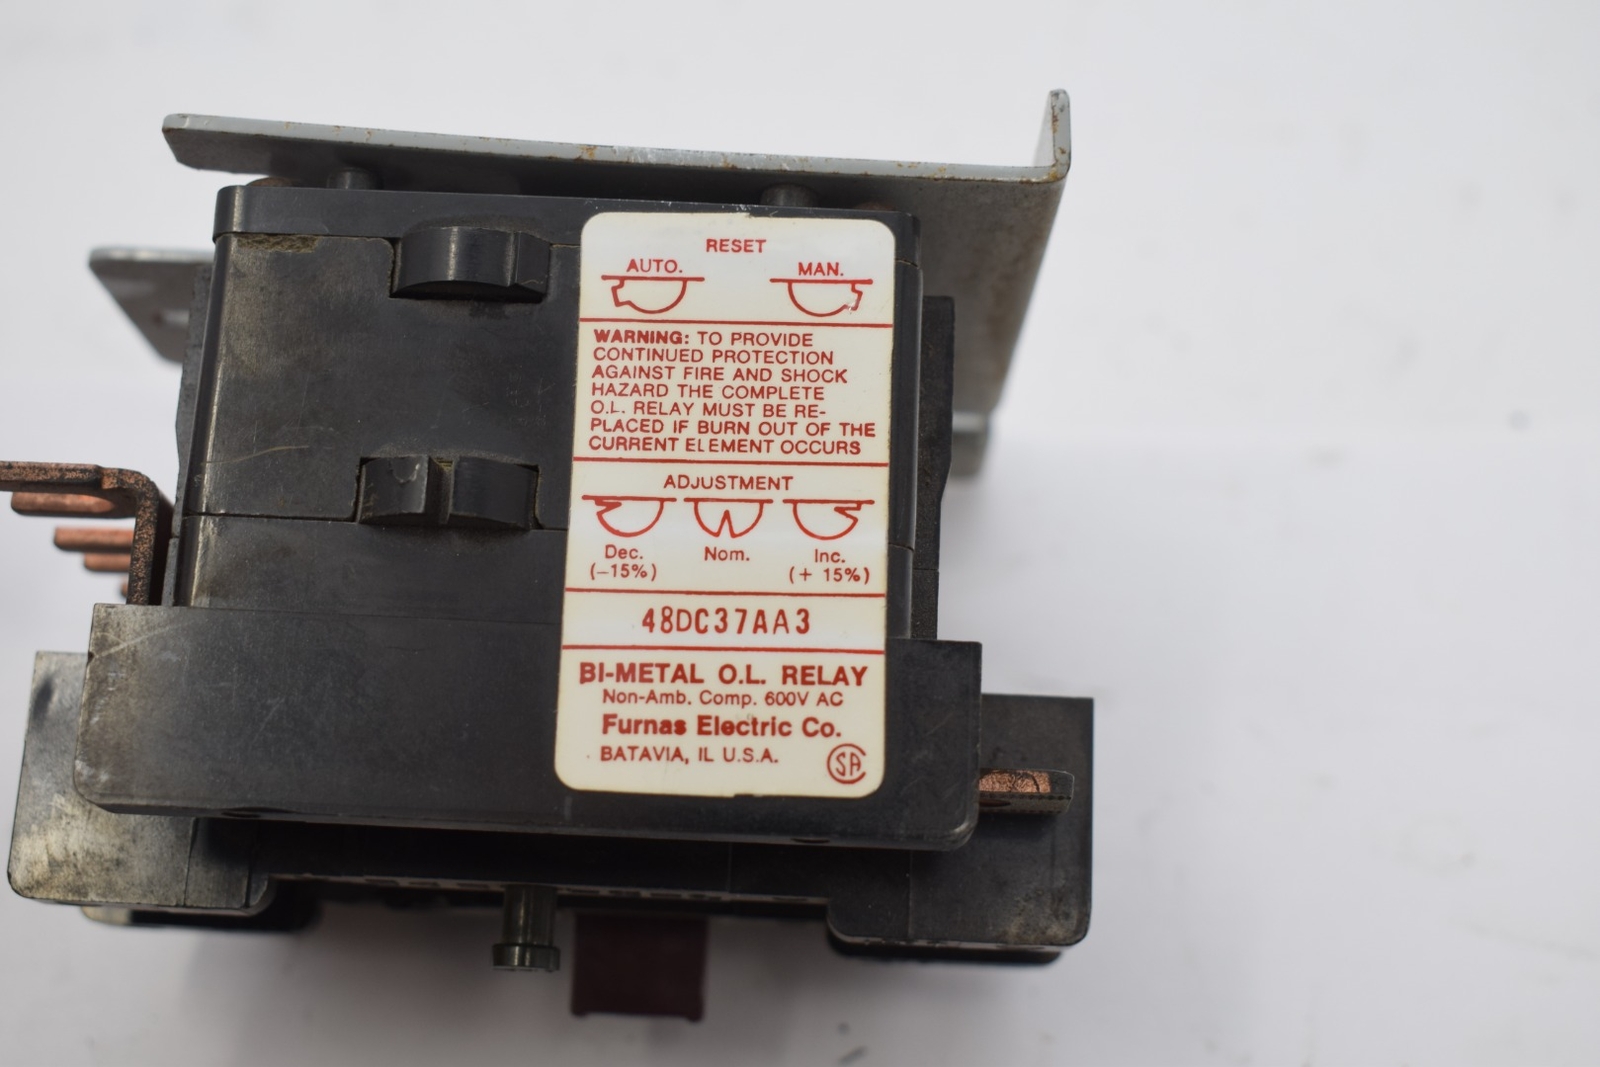 RESET
AUTO. MAN.
WARNING: TO PROVIDE
CONTINUED PROTECTION
AGAINST FIRE AND SHOCK
HAZARD THE COMPLETE
O.L. RELAY MUST BE RE-
PLACED IF BURN OUT OF THE
CURRENT ELEMENT OCCURS
ADJUSTMENT
Dec. Nom. Inc.
(-15%) (+ 15%)
48DC37AA3
BI-METAL O.L. RELAY
Non-Amb. Comp. 600V AC
Furnas Electric Co.
BATAVIA, IL U.S.A.
SA